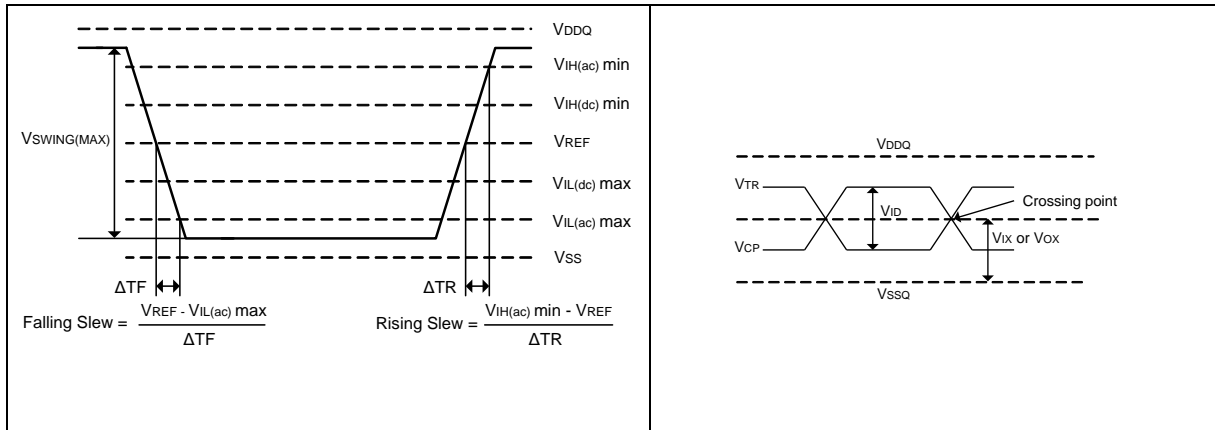 VDDQ
VIH(ac) min
VIH(dc) min
VSWING(MAX)
VREF
VIL(dc) max
VIL(ac) max
VSS
ΔTF
ΔTR
Falling Slew = VREF - VIL(ac) max
ΔTF
Rising Slew = VIH(ac) min - VREF
ΔTR
VDDQ
VTR
VID
Crossing point
VCP
VIX or VOX
VSSQ